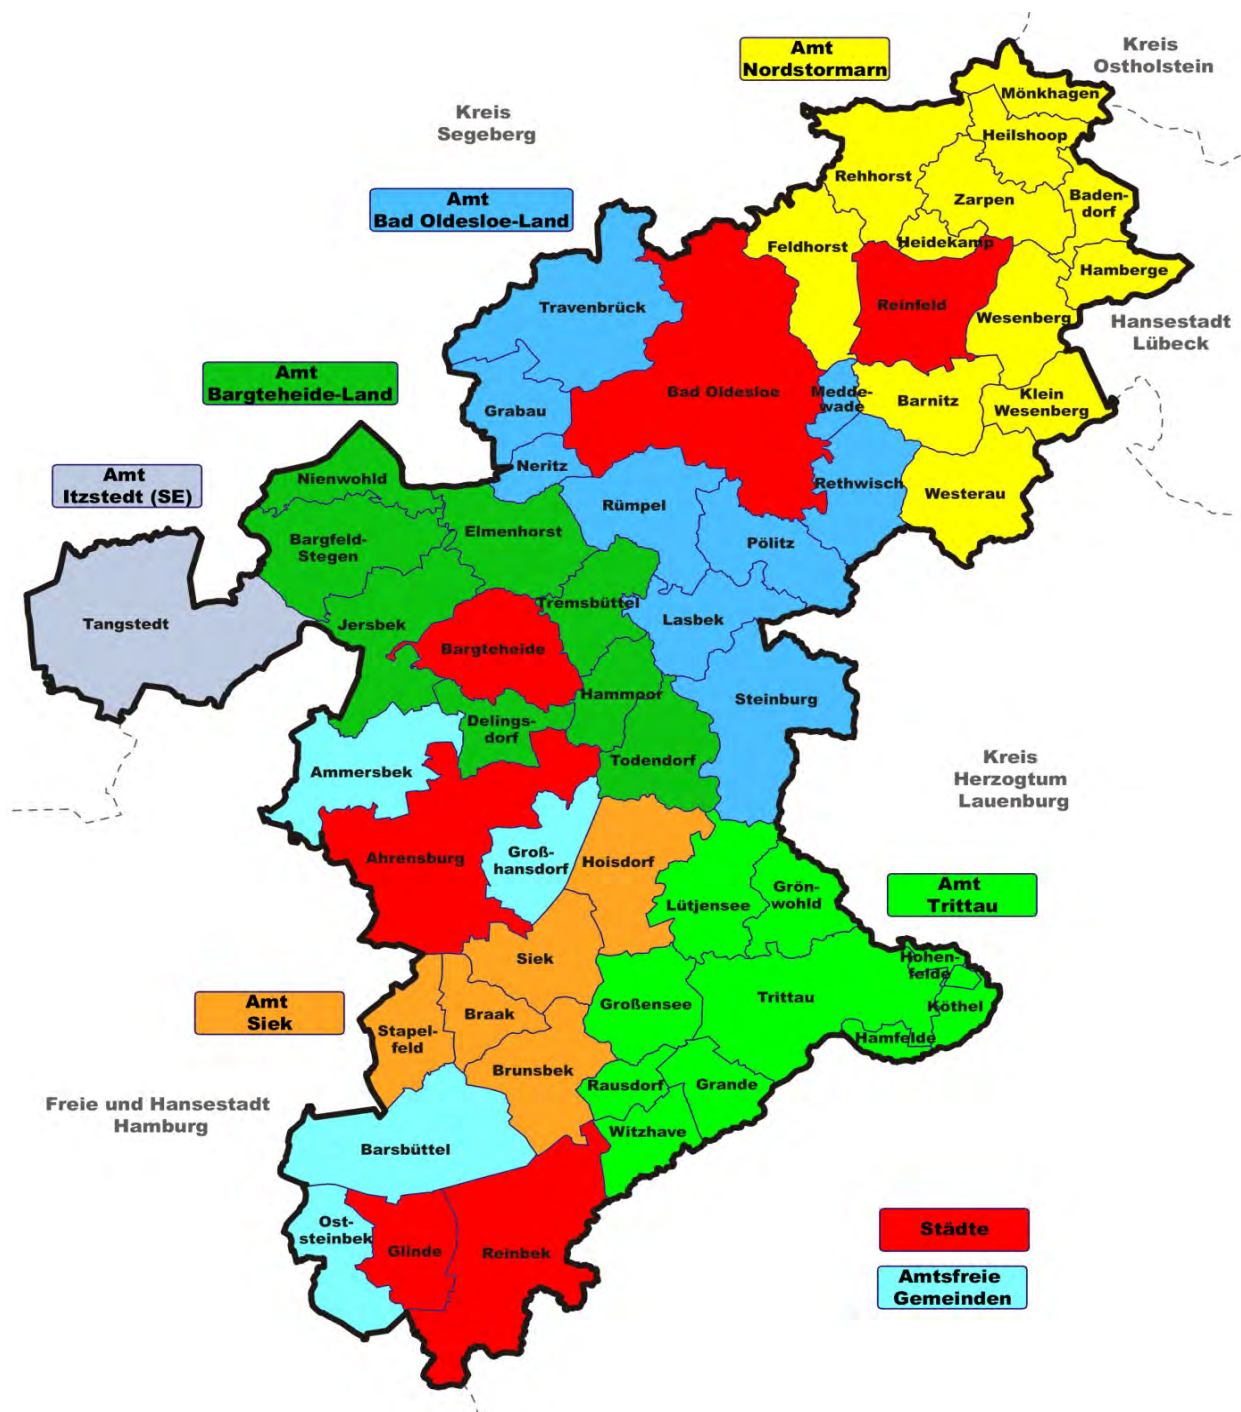 Kreis
Ostholstein
Amt
Nordstormarn
Mönkhagen
Kreis
Segeberg
Heilshoop
Rehhorst
Zarpen
Baden-
dorf
Amt
Bad Oldesloe-Land
Feldhorst
Heidekamp
Hamberge
Travenbrück
Reinfeld
Wesenberg
Hansestadt
Lübeck
Amt
Bargteheide-Land
Bad Oldesloe
Medde-
wade
Barnitz
Klein
Wesenberg
Grabau
Neritz
Nienwohld
Amt
Itzstedt (SE)
Rethwisch
Westerau
Rümpel
Elmenhorst
Bargfeld-
Stegen
Pölitz
Tremsbüttel
Lasbek
Tangstedt
Jersbek
Bargteheide
Hammoor
Steinburg
Delings-
dorf
Todendorf
Ammersbek
Kreis
Herzogtum
Lauenburg
Ahrensburg
Groß-
hansdorf
Hoisdorf
Lütjensee
Grön-
wohld
Amt
Trittau
Siek
Hohen-
felde
Großensee
Trittau
Köthel
Amt
Siek
Braak
Stapel-
feld
Hamfelde
Brunsbek
Rausdorf
Grande
Freie und Hansestadt
Hamburg
Witzhave
Barsbüttel
Ost-
steinbek
Glinde
Reinbek
Städte
Amtsfreie
Gemeinden